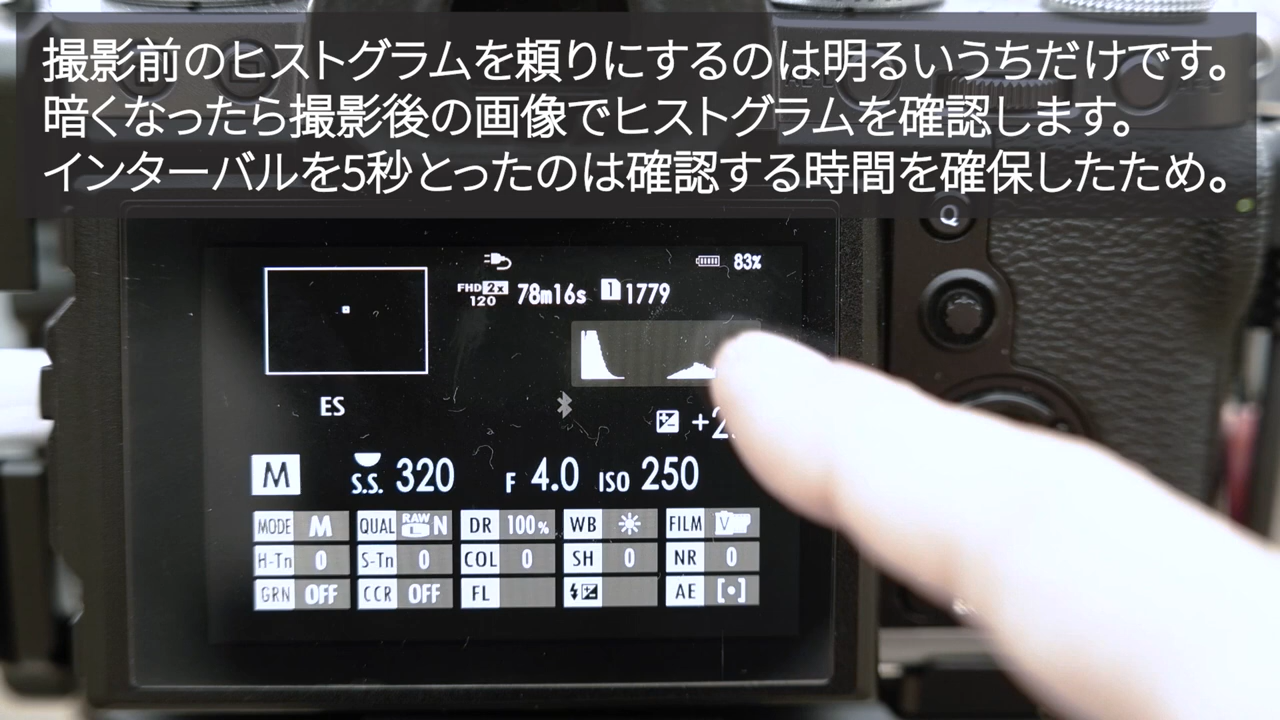 撮影前のヒストグラムを頼りにするのは明るいうちだけです。
暗くなったら撮影後の画像でヒストグラムを確認します。
インターバルを5秒とったのは確認する時間を確保したため。
Q
83%
FHD 2x 120 78m16s 1 1779
ES
+2
M S.S. 320 F 4.0 ISO 250
MODE M QUAL RAW L N DR 100% WB FILM V
H-Tn 0 S-Tn 0 COL 0 SH 0 NR 0
GRN OFF CCR OFF FL AE